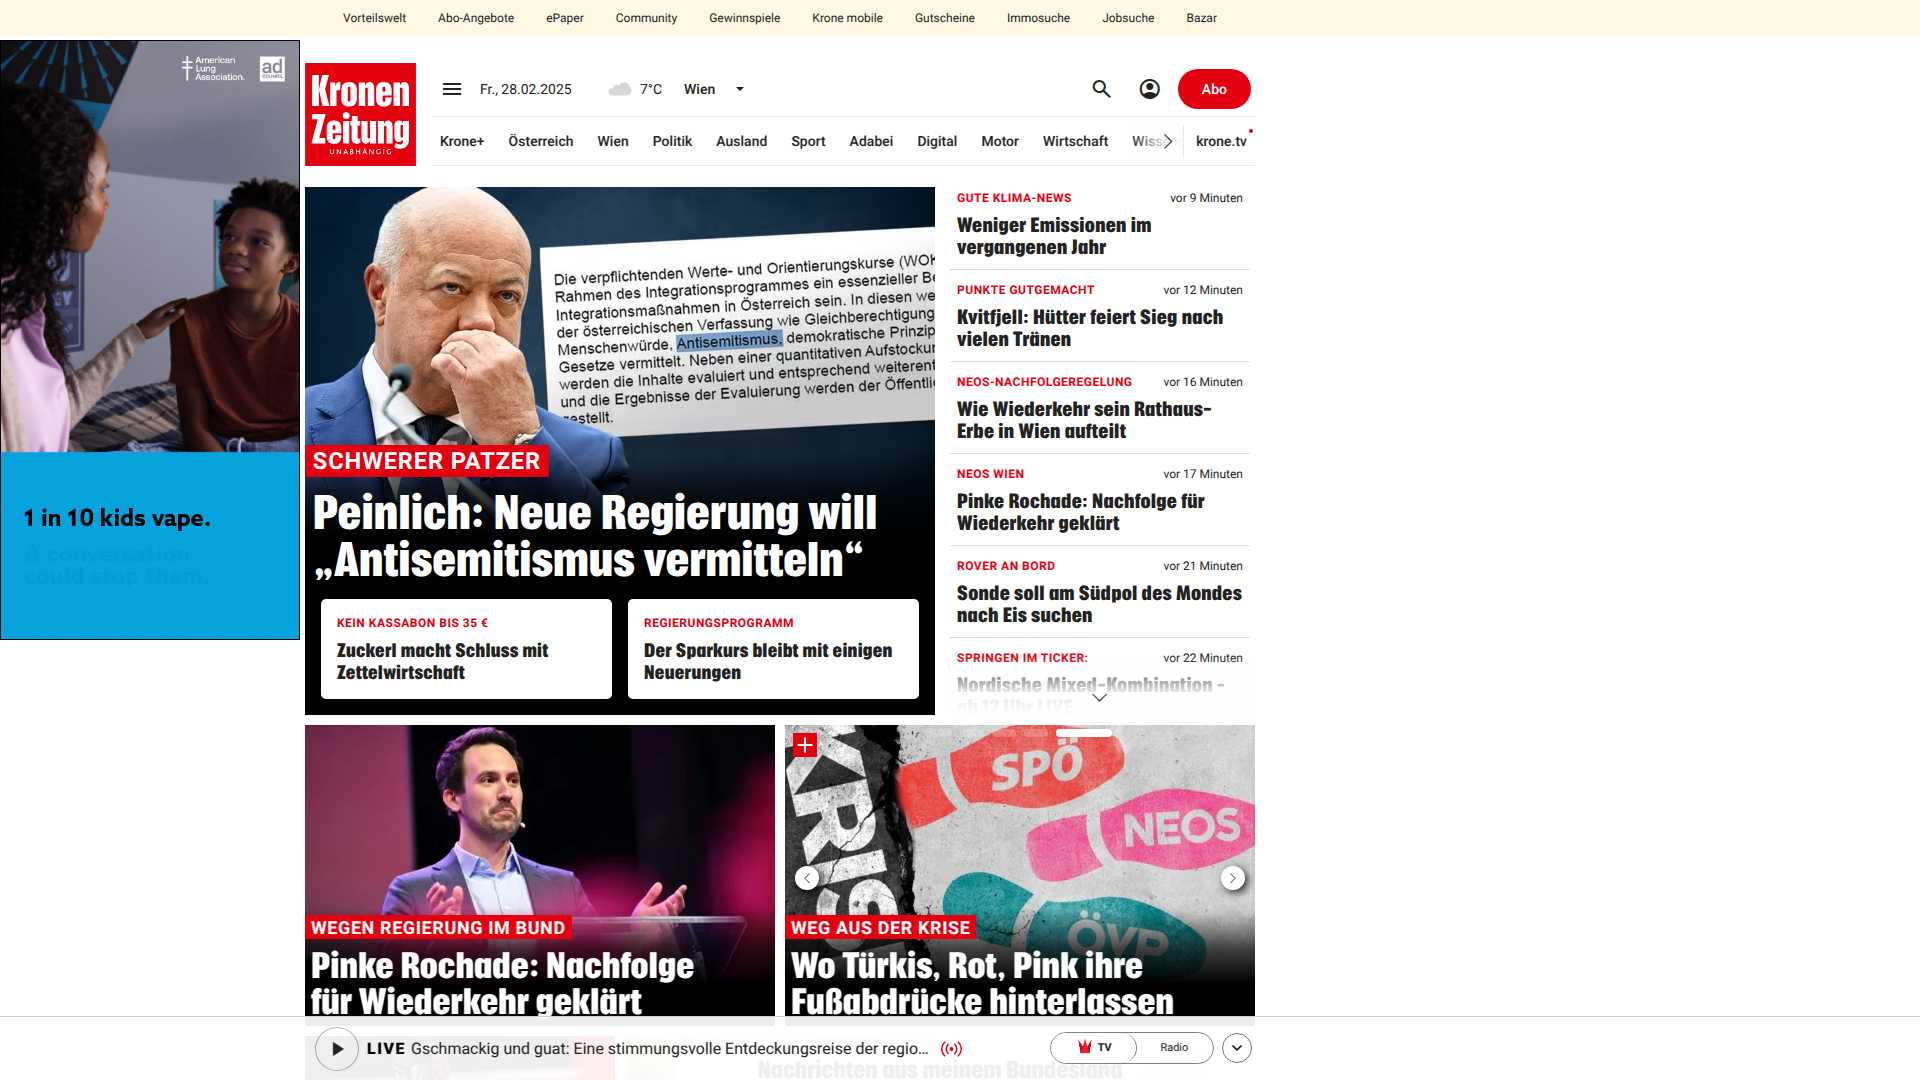 Vorteilswelt Abo-Angebote ePaper Community Gewinnspiele Krone mobile Gutscheine Immosuche Jobsuche Bazar
American
Lung
Association.
ad
COUNCIL
1 in 10 kids vape.
A conversation
could stop them.
Kronen
Zeitung
UNABHÄNGIG
Fr., 28.02.2025 7°C Wien Abo
Krone+ Österreich Wien Politik Ausland Sport Adabei Digital Motor Wirtschaft krone.tv
Die verpflichtenden Werte- und Orientierungskurse (WOK
Rahmen des Integrationsprogrammes ein essenzieller Be
Integrationsmaßnahmen in Österreich sein. In diesen we
der österreichischen Verfassung wie Gleichberechtigung
Menschenwürde, Antisemitismus, demokratische Prinzip
Gesetze vermittelt. Neben einer quantitativen Aufstocku
werden die Inhalte evaluiert und entsprechend weiterent
und die Ergebnisse der Evaluierung werden der Öffentli
gestellt.
SCHWERER PATZER
Peinlich: Neue Regierung will
„Antisemitismus vermitteln“
KEIN KASSABON BIS 35 €
Zuckerl macht Schluss mit
Zettelwirtschaft
REGIERUNGSPROGRAMM
Der Sparkurs bleibt mit einigen
Neuerungen
GUTE KLIMA-NEWS vor 9 Minuten
Weniger Emissionen im
vergangenen Jahr
PUNKTE GUTGEMACHT vor 12 Minuten
Kvitfjell: Hütter feiert Sieg nach
vielen Tränen
NEOS-NACHFOLGEREGELUNG vor 16 Minuten
Wie Wiederkehr sein Rathaus-
Erbe in Wien aufteilt
NEOS WIEN vor 17 Minuten
Pinke Rochade: Nachfolge für
Wiederkehr geklärt
ROVER AN BORD vor 21 Minuten
Sonde soll am Südpol des Mondes
nach Eis suchen
SPRINGEN IM TICKER: vor 22 Minuten
Nordische Mixed-Kombination -
ab 12 Uhr LIVE
WEGEN REGIERUNG IM BUND
Pinke Rochade: Nachfolge
für Wiederkehr geklärt
KRIS
SPÖ
NEOS
ÖVP
WEG AUS DER KRISE
Wo Türkis, Rot, Pink ihre
Fußabdrücke hinterlassen
LIVE Gschmackig und guat: Eine stimmungsvolle Entdeckungsreise der regio... TV Radio
Nachrichten aus meinem Bundesland